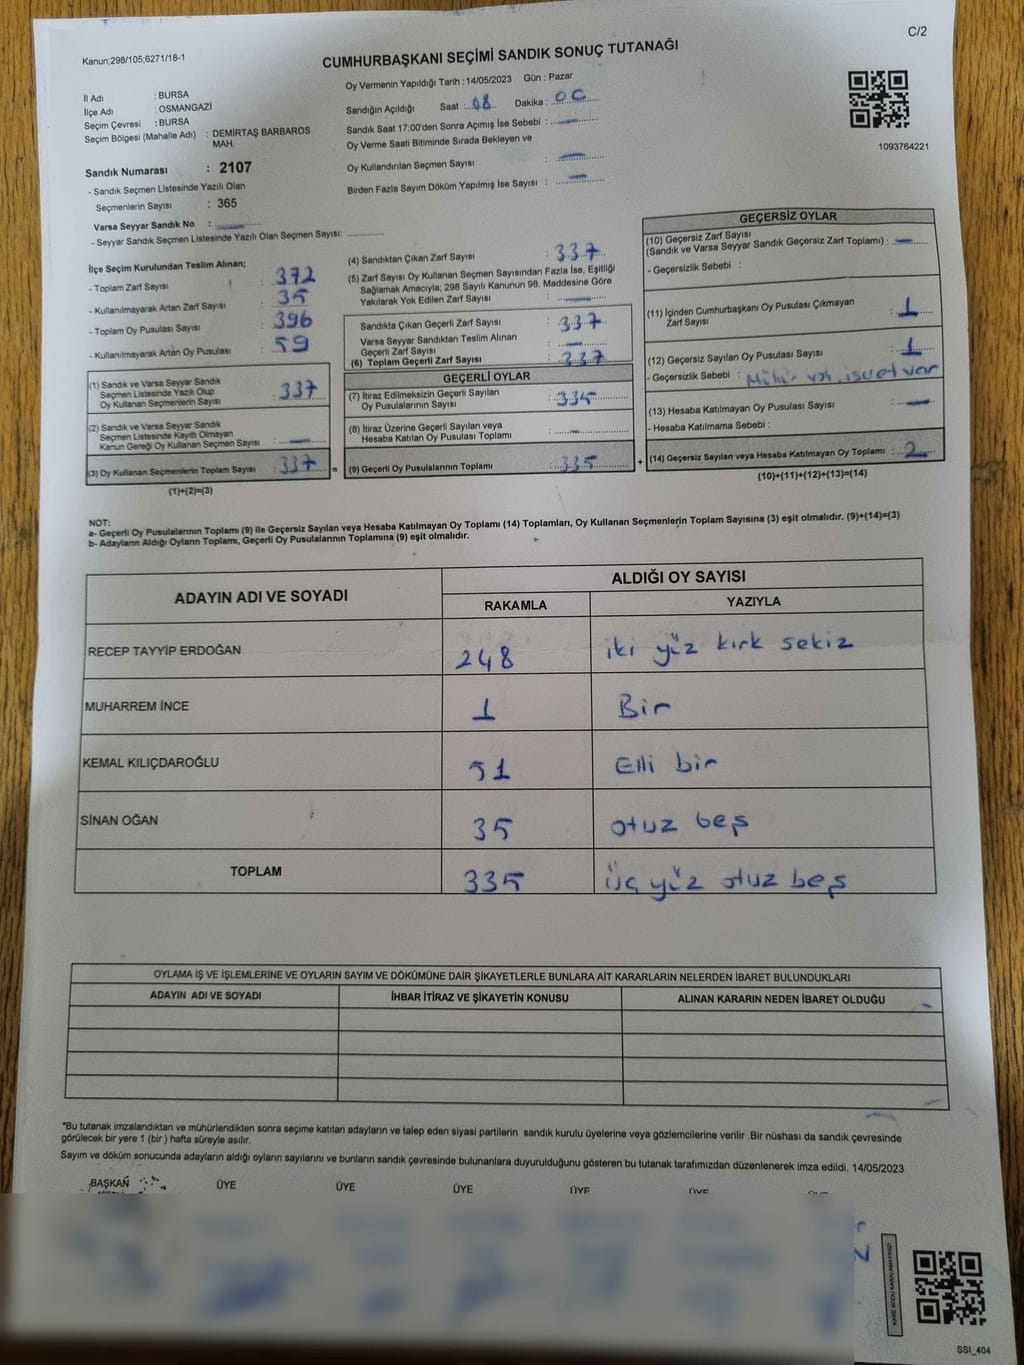 C/2
Kanun;298/105;6271/18-1
CUMHURBAŞKANI SEÇİMİ SANDIK SONUÇ TUTANAĞI
İl Adı : BURSA
İlçe Adı : OSMANGAZİ
Seçim Çevresi : BURSA
Seçim Bölgesi (Mahalle Adı) : DEMİRTAŞ BARBAROS MAH.
Sandık Numarası : 2107
- Sandık Seçmen Listesinde Yazılı Olan
Seçmenlerin Sayısı : 365
Varsa Seyyar Sandık No :
- Seyyar Sandık Seçmen Listesinde Yazılı Olan Seçmen Sayısı:
Oy Vermenin Yapıldığı Tarih : 14/05/2023 Gün : Pazar
Sandığın Açıldığı Saat : 08 Dakika :
Sandık Saat 17:00'den Sonra Açımış İse Sebebi :
Oy Verme Saati Bitiminde Sırada Bekleyen ve
Oy Kullandırılan Seçmen Sayısı :
Birden Fazla Sayım Döküm Yapılmış İse Sayısı :
1093764221
İlçe Seçim Kurulundan Teslim Alınan;
- Toplam Zarf Sayısı : 372
- Kullanılmayarak Artan Zarf Sayısı : 35
- Toplam Oy Pusulası Sayısı : 396
- Kullanılmayarak Artan Oy Pusulası : 59
(1) Sandık ve Varsa Seyyar Sandık
Seçmen Listesinde Yazılı Olup
Oy Kullanan Seçmenlerin Sayısı : 337
(2) Sandık ve Varsa Seyyar Sandık
Seçmen Listesinde Kayıtlı Olmayan
Kanun Gereği Oy Kullanan Seçmen Sayısı :
(3) Oy Kullanan Seçmenlerin Toplam Sayısı : 337 =
(1)+(2)=(3)
(4) Sandıktan Çıkan Zarf Sayısı : 337
(5) Zarf Sayısı Oy Kullanan Seçmen Sayısından Fazla İse, Eşitliği
Sağlamak Amacıyla; 298 Sayılı Kanunun 98. Maddesine Göre
Yakılarak Yok Edilen Zarf Sayısı :
Sandıkta Çıkan Geçerli Zarf Sayısı : 337
Varsa Seyyar Sandıktan Teslim Alınan
Geçerli Zarf Sayısı :
(6) Toplam Geçerli Zarf Sayısı : 337
GEÇERLİ OYLAR
(7) İtiraz Edilmeksizin Geçerli Sayılan
Oy Pusulalarının Sayısı : 335
(8) İtiraz Üzerine Geçerli Sayılan veya
Hesaba Katılan Oy Pusulası Toplamı :
(9) Geçerli Oy Pusulalarının Toplamı : 335 +
GEÇERSİZ OYLAR
(10) Geçersiz Zarf Sayısı
(Sandık ve Varsa Seyyar Sandık Geçersiz Zarf Toplamı) :
- Geçersizlik Sebebi :
(11) İçinden Cumhurbaşkanı Oy Pusulası Çıkmayan
Zarf Sayısı : 1
(12) Geçersiz Sayılan Oy Pusulası Sayısı : 1
- Geçersizlik Sebebi : Mühür yok, işaret var
(13) Hesaba Katılmayan Oy Pusulası Sayısı :
- Hesaba Katılmama Sebebi :
(14) Geçersiz Sayılan veya Hesaba Katılmayan Oy Toplamı : 2
(10)+(11)+(12)+(13)=(14)
NOT:
a- Geçerli Oy Pusulalarının Toplamı (9) ile Geçersiz Sayılan veya Hesaba Katılmayan Oy Toplamı (14) Toplamları, Oy Kullanan Seçmenlerin Toplam Sayısına (3) eşit olmalıdır. (9)+(14)=(3)
b- Adayların Aldığı Oyların Toplamı, Geçerli Oy Pusulalarının Toplamına (9) eşit olmalıdır.
ADAYIN ADI VE SOYADI ALDIĞI OY SAYISI
RAKAMLA YAZIYLA
RECEP TAYYİP ERDOĞAN 248 iki yüz kırk sekiz
MUHARREM İNCE 1 Bir
KEMAL KILIÇDAROĞLU 51 Elli bir
SİNAN OĞAN 35 otuz beş
TOPLAM 335 üç yüz otuz beş
OYLAMA İŞ VE İŞLEMLERİNE VE OYLARIN SAYIM VE DÖKÜMÜNE DAİR ŞİKAYETLERLE BUNLARA AİT KARARLARIN NELERDEN İBARET BULUNDUKLARI
ADAYIN ADI VE SOYADI İHBAR İTİRAZ VE ŞİKAYETİN KONUSU ALINAN KARARIN NEDEN İBARET OLDUĞU
*Bu tutanak imzalandıktan ve mühürlendikten sonra seçime katılan adayların ve talep eden siyasi partilerin sandık kurulu üyelerine veya gözlemcilerine verilir .Bir nüshası da sandık çevresinde
görülecek bir yere 1 (bir ) hafta süreyle asılır.
Sayım ve döküm sonucunda adayların aldığı oyların sayılarını ve bunların sandık çevresinde bulunanlara duyurulduğunu gösteren bu tutanak tarafımızdan düzenlenerek imza edildi. 14/05/2023
BAŞKAN ÜYE ÜYE ÜYE ÜYE ÜYE ÜYE
KARE KODU KARALAMAYINIZ!
SSI_404